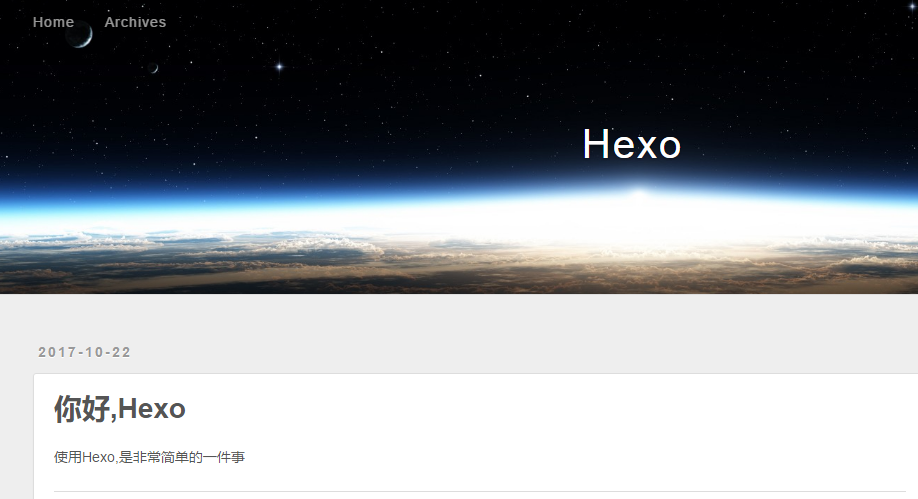 Home Archives
Hexo
2017-10-22
你好,Hexo
使用Hexo,是非常简单的一件事